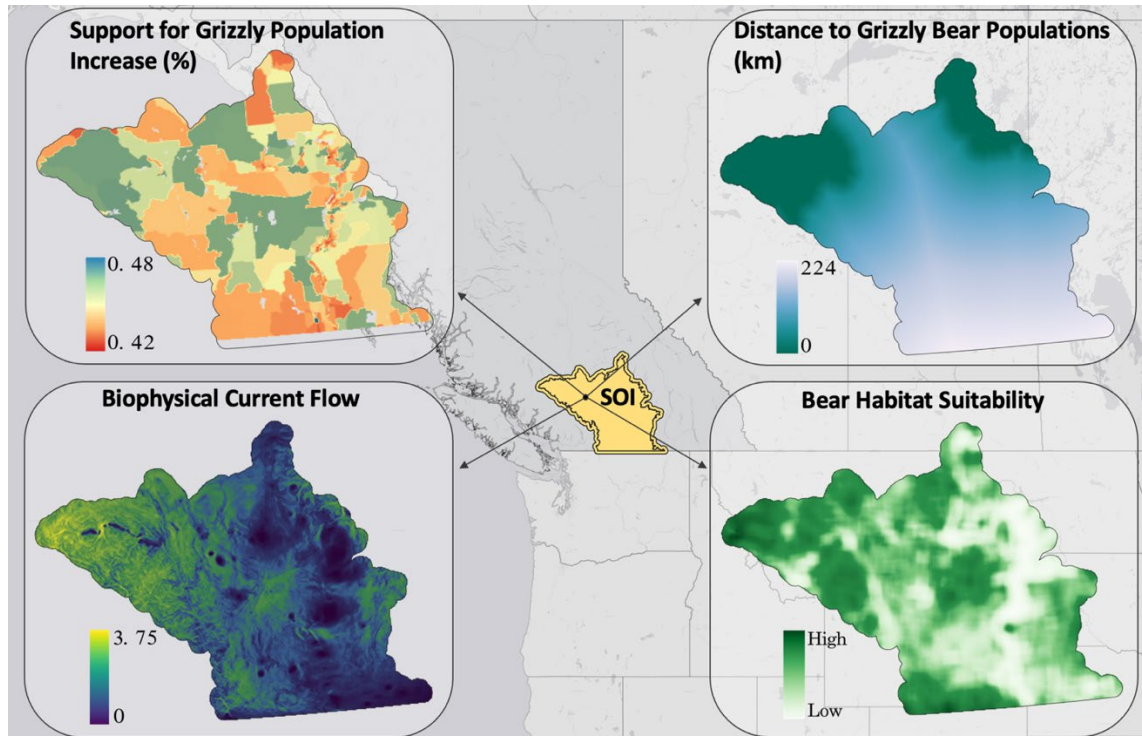 Support for Grizzly Population
Increase (%)
0. 48
0. 42
Distance to Grizzly Bear Populations
(km)
224
0
SOI
Biophysical Current Flow
3. 75
0
Bear Habitat Suitability
High
Low